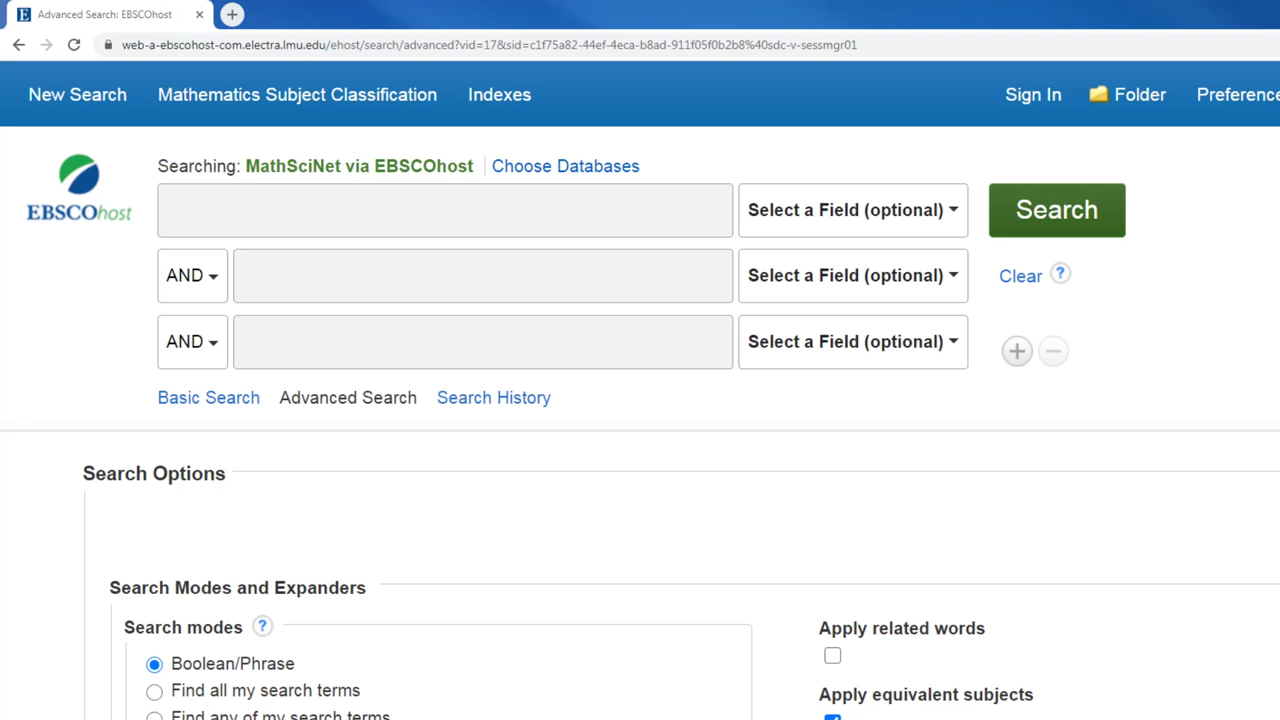 Advanced Search: EBSCOhost
web-a-ebscohost-com.electra.lmu.edu/ehost/search/advanced?vid=17&sid=c1f75a82-44ef-4eca-b8ad-911f05f0b2b8%40sdc-v-sessmgr01
New Search Mathematics Subject Classification Indexes Sign In Folder Preference
Searching: MathSciNet via EBSCOhost Choose Databases
EBSCOhost
Select a Field (optional) Search
AND Select a Field (optional) Clear ?
AND Select a Field (optional)
Basic Search Advanced Search Search History
Search Options
Search Modes and Expanders
Search modes ?
Boolean/Phrase
Find all my search terms
Find any of my search terms
Apply related words
Apply equivalent subjects